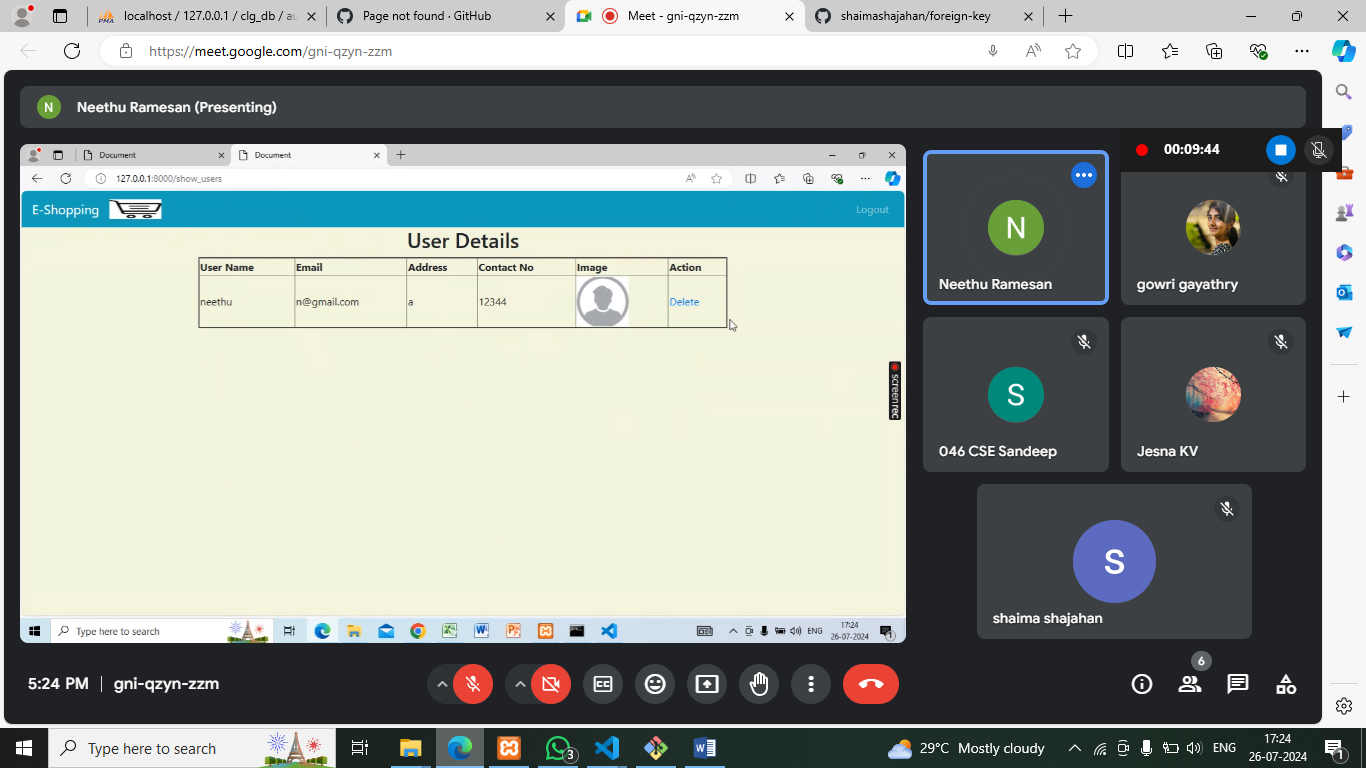 localhost / 127.0.0.1 / clg_db / au
Page not found · GitHub
Meet - gni-qzyn-zzm
shaimashajahan/foreign-key
https://meet.google.com/gni-qzyn-zzm
N
Neethu Ramesan (Presenting)
00:09:44
Document
Document
127.0.0.1:8000/show_users
E-Shopping
Logout
User Details
User Name Email Address Contact No Image Action
neethu n@gmail.com a 12344 Delete
screenrec
Type here to search
ENG
17:24
26-07-2024
1
N
Neethu Ramesan
gowri gayathry
S
046 CSE Sandeep
Jesna KV
S
shaima shajahan
5:24 PM | gni-qzyn-zzm
6
Type here to search
3
29°C Mostly cloudy
ENG
17:24
26-07-2024
1